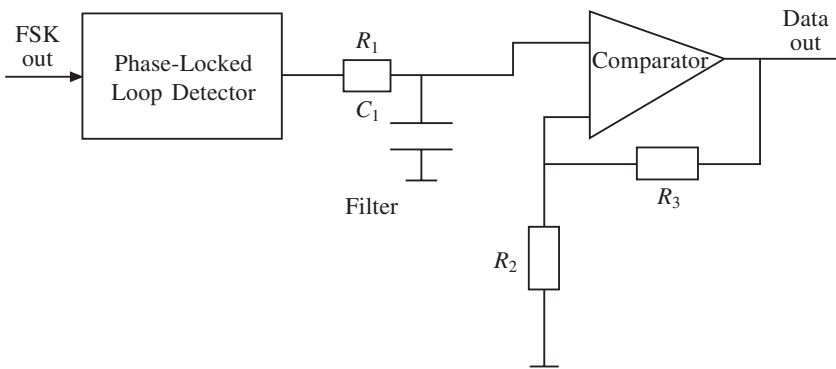 FSK
out
Phase-Locked
Loop Detector
R₁
C₁
Filter
Comparator
Data
out
R₃
R₂